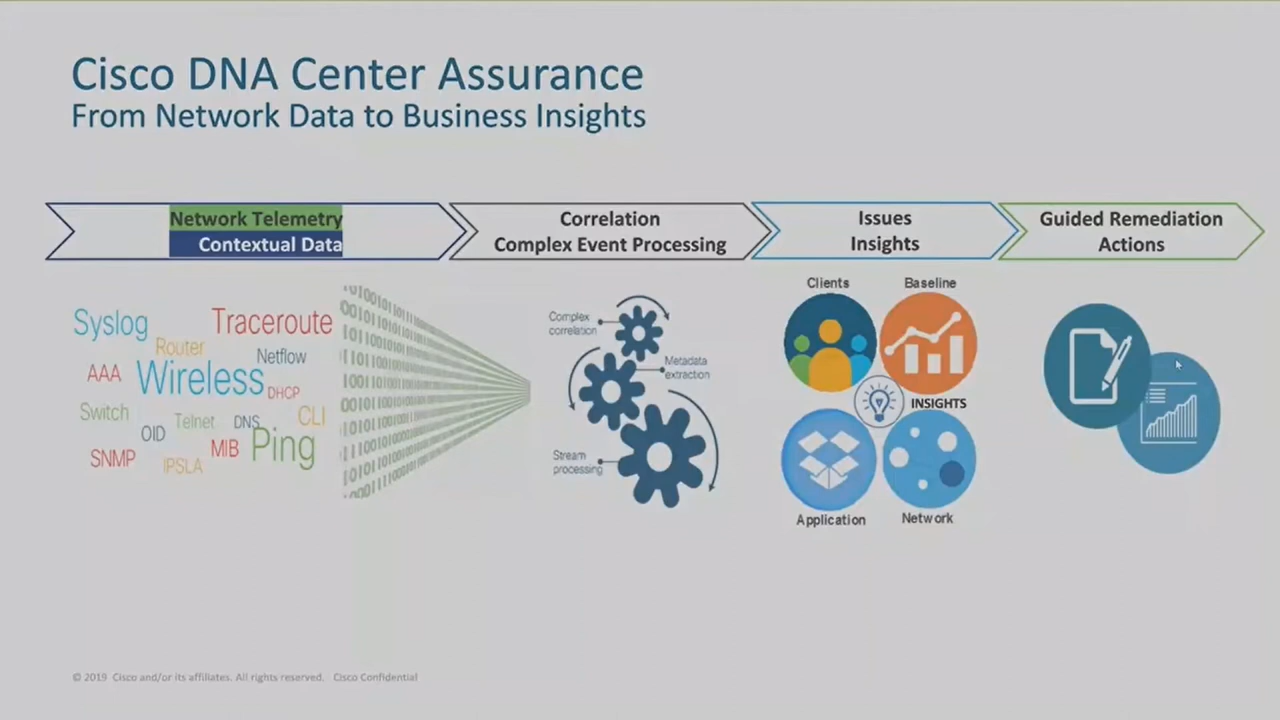 Cisco DNA Center Assurance
From Network Data to Business Insights
Network Telemetry
Contextual Data
Correlation
Complex Event Processing
Issues
Insights
Guided Remediation
Actions
Syslog
Traceroute
Router
Netflow
AAA
Wireless
DHCP
Switch
Telnet
DNS
CLI
OID
MIB
Ping
SNMP
IPSLA
Complex
correlation
Metadata
extraction
Stream
processing
Clients
Baseline
INSIGHTS
Application
Network
© 2019 Cisco and/or its affiliates. All rights reserved. Cisco Confidential